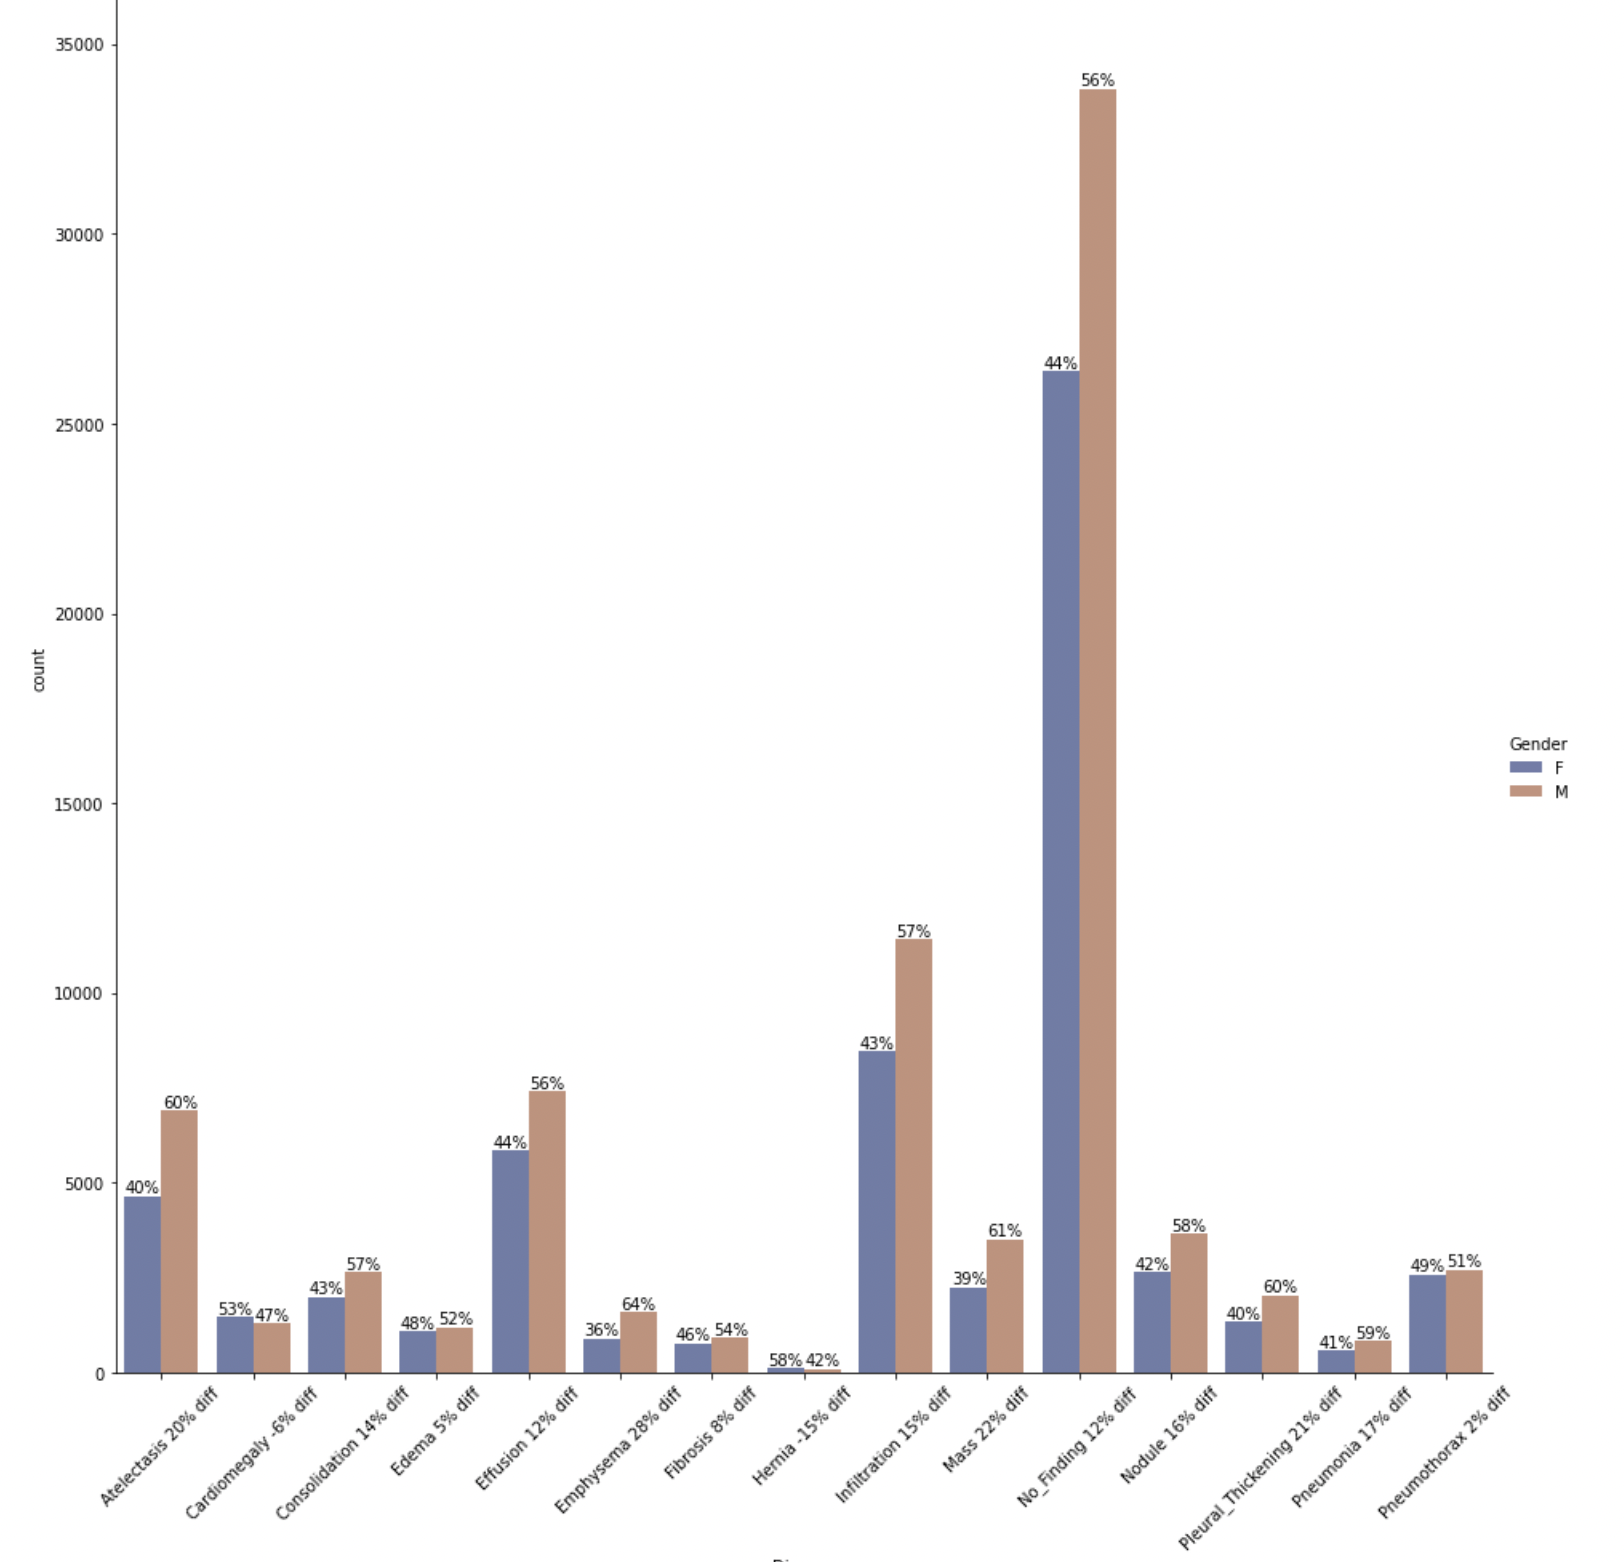 35000
30000
25000
20000
15000
10000
5000
0
count
40%
60%
53%
47%
43%
57%
48%
52%
44%
56%
36%
64%
46%
54%
58%
42%
43%
57%
39%
61%
44%
56%
42%
58%
40%
60%
41%
59%
49%
51%
Gender
F
M
Atelectasis 20% diff
Cardiomegaly -6% diff
Consolidation 14% diff
Edema 5% diff
Effusion 12% diff
Emphysema 28% diff
Fibrosis 8% diff
Hernia -15% diff
Infiltration 15% diff
Mass 22% diff
No_Finding 12% diff
Nodule 16% diff
Pleural_Thickening 21% diff
Pneumonia 17% diff
Pneumothorax 2% diff